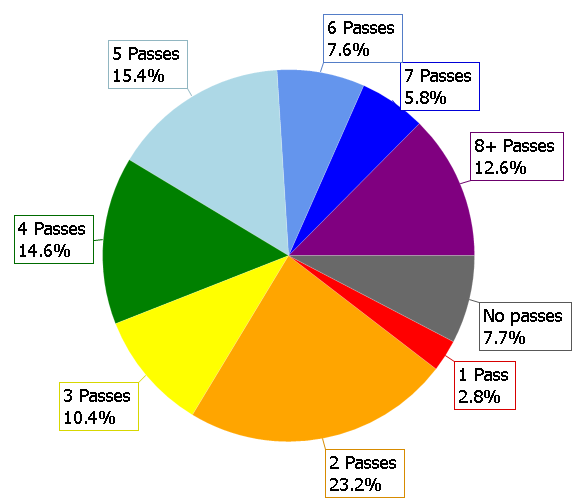 6 Passes
7.6%
5 Passes
15.4%
7 Passes
5.8%
8+ Passes
12.6%
4 Passes
14.6%
No passes
7.7%
1 Pass
2.8%
3 Passes
10.4%
2 Passes
23.2%